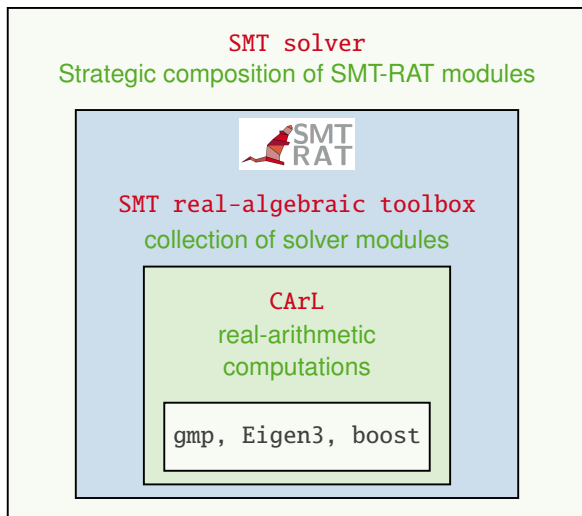 SMT solver
Strategic composition of SMT-RAT modules
SMT
RAT
SMT real-algebraic toolbox
collection of solver modules
CArL
real-arithmetic
computations
gmp, Eigen3, boost